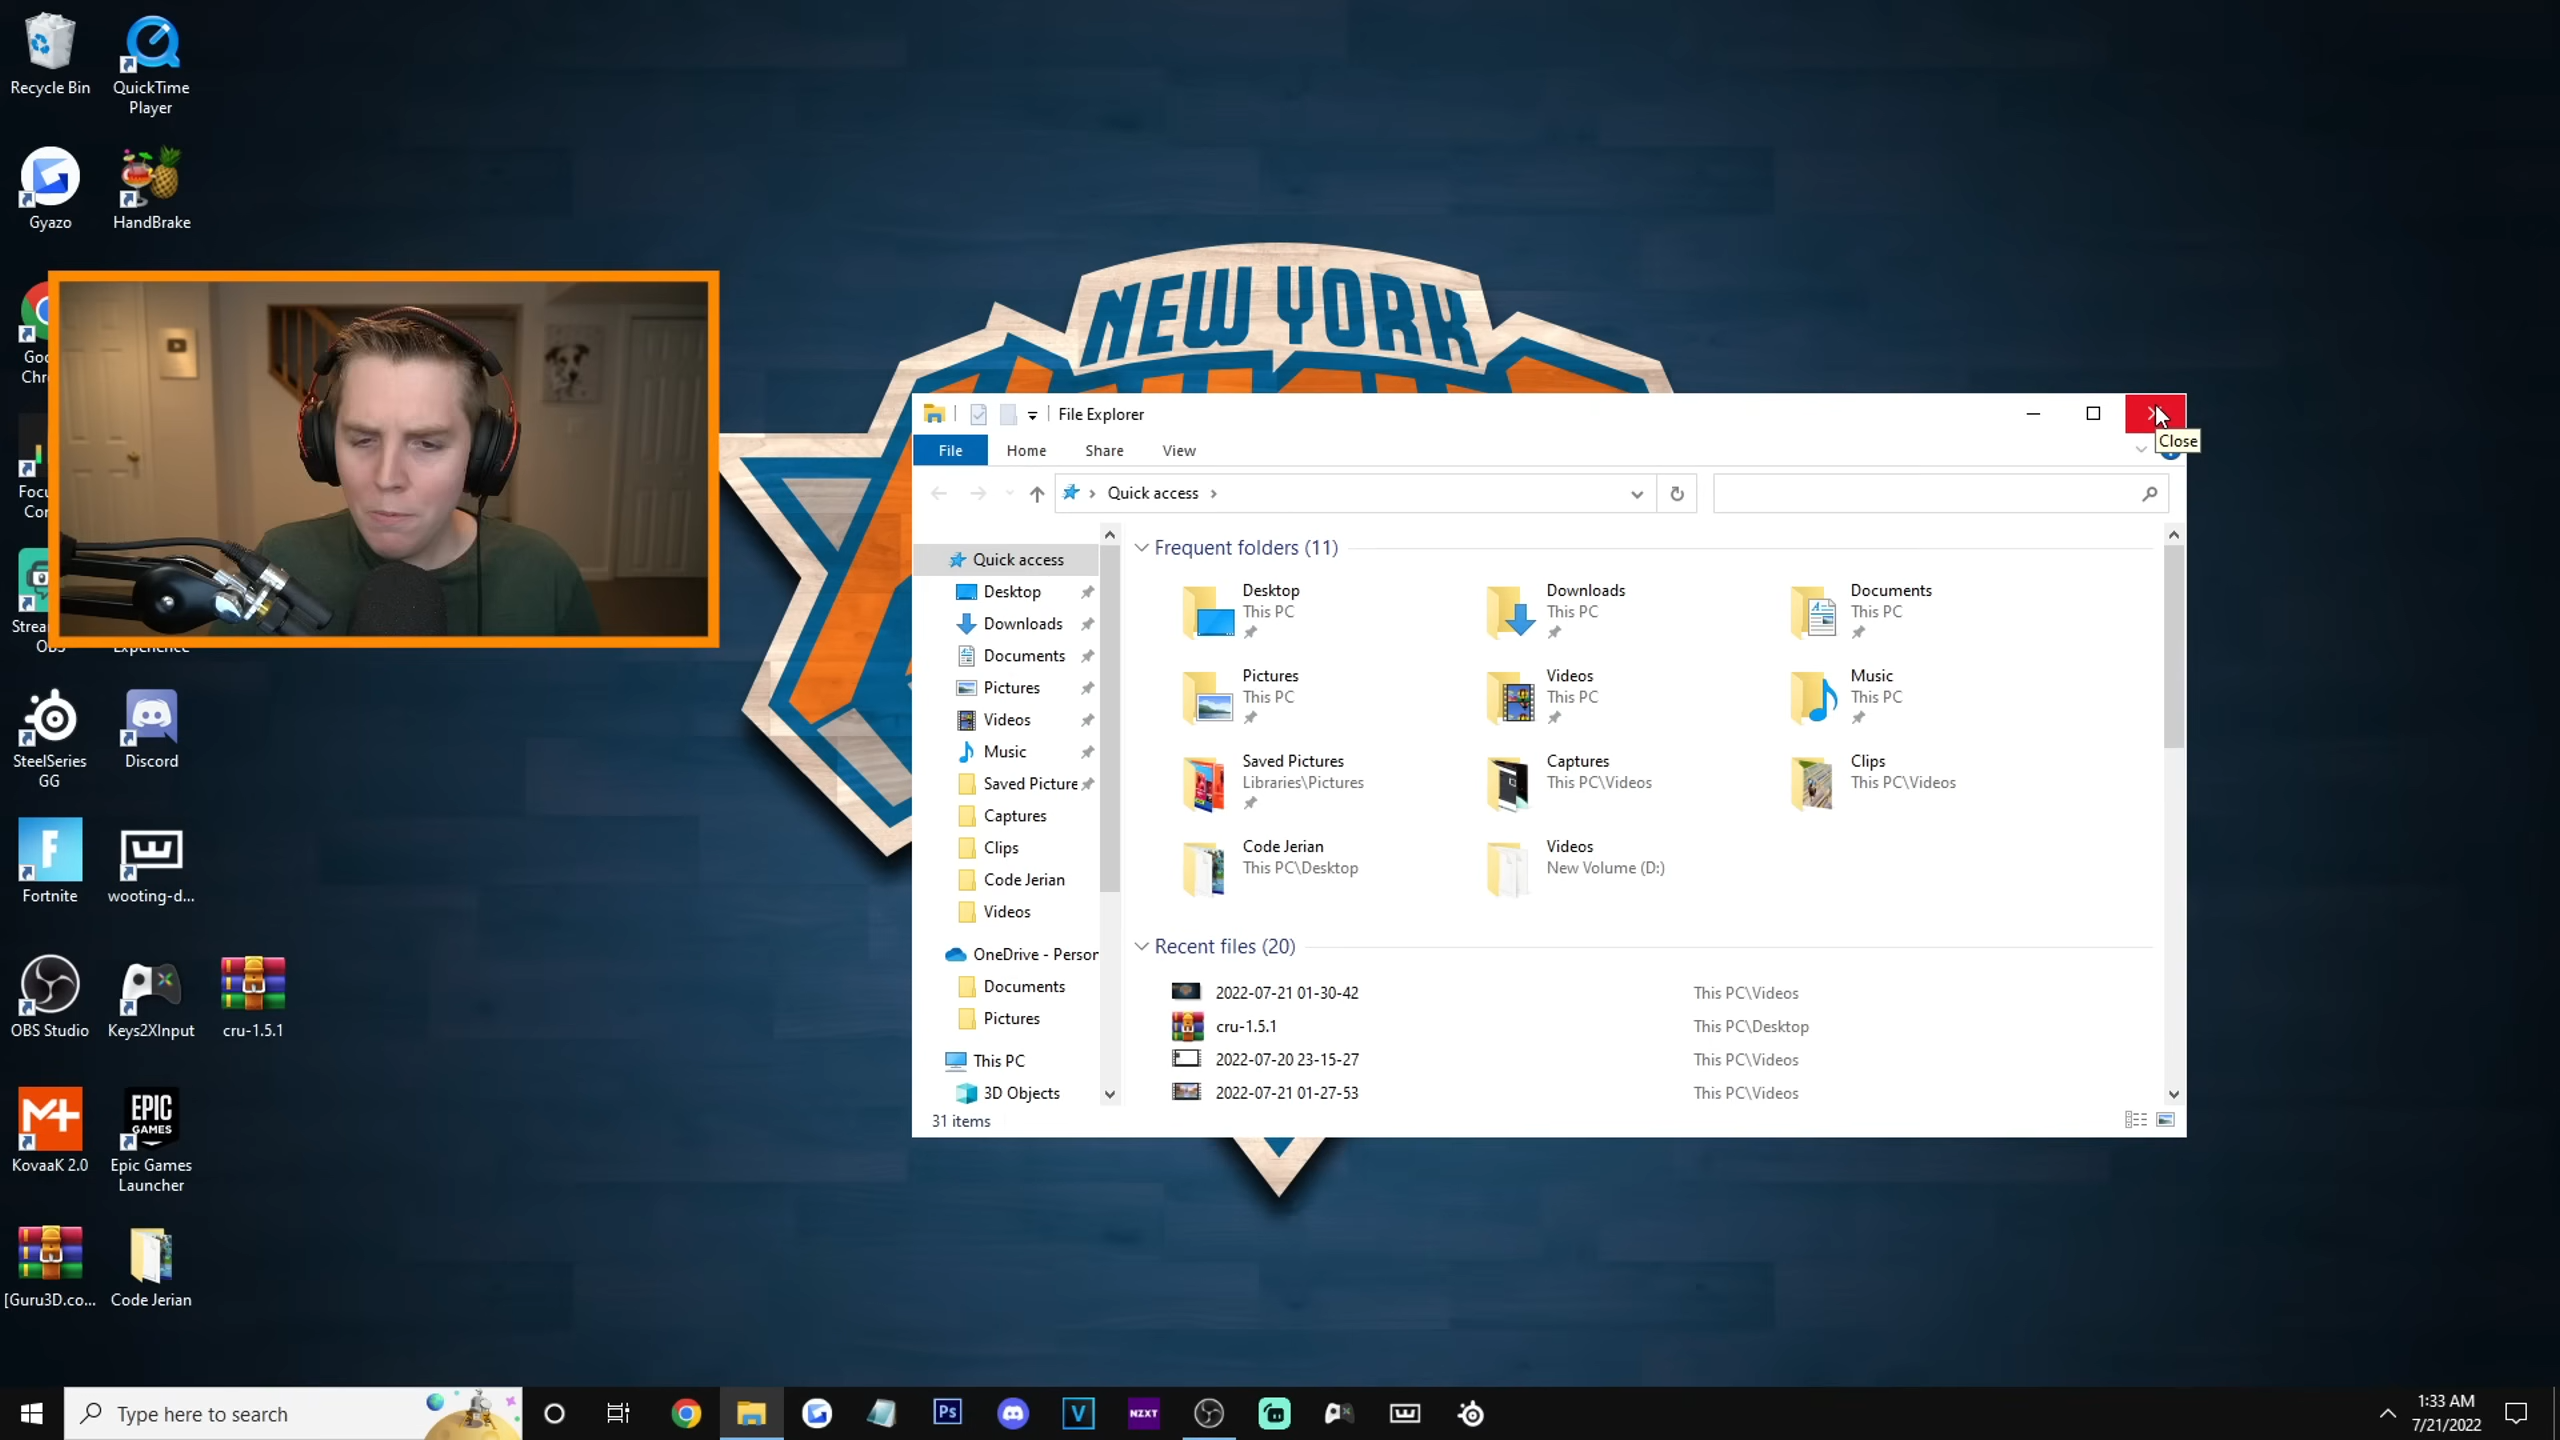 Recycle Bin
QuickTime
Player
Gyazo
HandBrake
Goo
Chr
Focu
Con
Strea
OBS
Experience
SteelSeries
GG
Discord
Fortnite
wooting-d...
OBS Studio
Keys2XInput
cru-1.5.1
KovaaK 2.0
EPIC
GAMES
Epic Games
Launcher
[Guru3D.co...
Code Jerian
NEW YORK
File Explorer
Close
File
Home
Share
View
Quick access
Quick access
Desktop
Downloads
Documents
Pictures
Videos
Music
Saved Picture
Captures
Clips
Code Jerian
Videos
OneDrive - Person
Documents
Pictures
This PC
3D Objects
Frequent folders (11)
Desktop
This PC
Downloads
This PC
Documents
This PC
Pictures
This PC
Videos
This PC
Music
This PC
Saved Pictures
Libraries\Pictures
Captures
This PC\Videos
Clips
This PC\Videos
Code Jerian
This PC\Desktop
Videos
New Volume (D:)
Recent files (20)
2022-07-21 01-30-42 This PC\Videos
cru-1.5.1 This PC\Desktop
2022-07-20 23-15-27 This PC\Videos
2022-07-21 01-27-53 This PC\Videos
31 items
Type here to search
Ps
V
NZXT
1:33 AM
7/21/2022